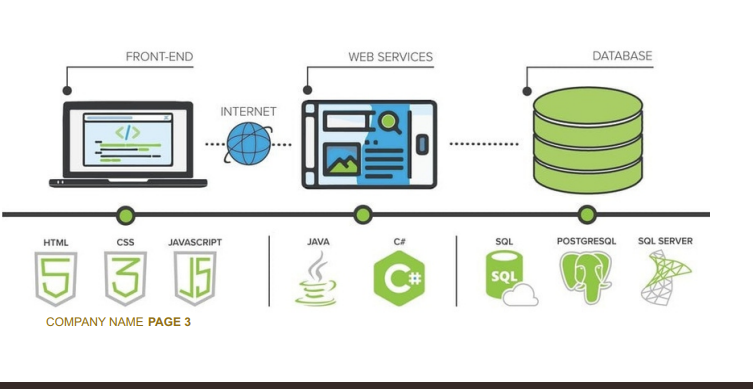 FRONT-END
WEB SERVICES
DATABASE
INTERNET
</>
HTML
CSS
JAVASCRIPT
JAVA
C#
SQL
POSTGRESQL
SQL SERVER
5
3
JS
C#
SQL
COMPANY NAME PAGE 3